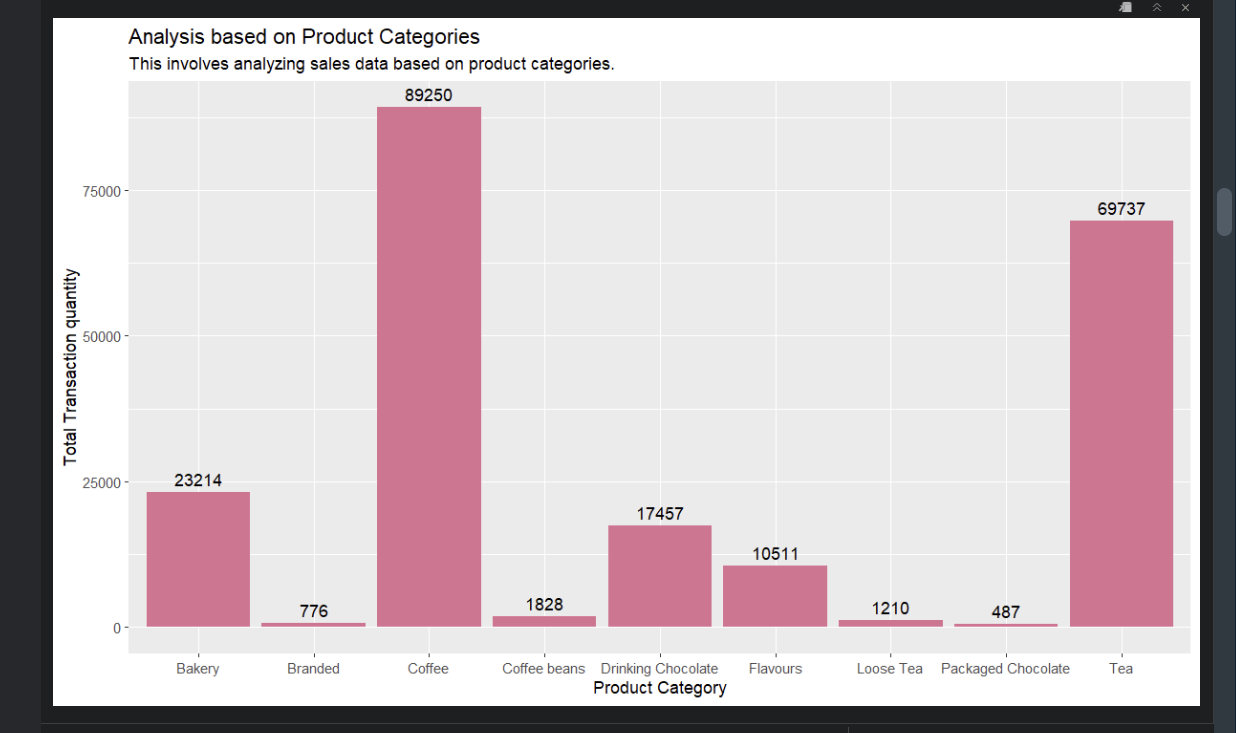 Analysis based on Product Categories
This involves analyzing sales data based on product categories.
89250
75000
69737
Total Transaction quantity
50000
25000
23214
17457
10511
1828
1210
776
487
0
Bakery Branded Coffee Coffee beans Drinking Chocolate Flavours Loose Tea Packaged Chocolate Tea
Product Category